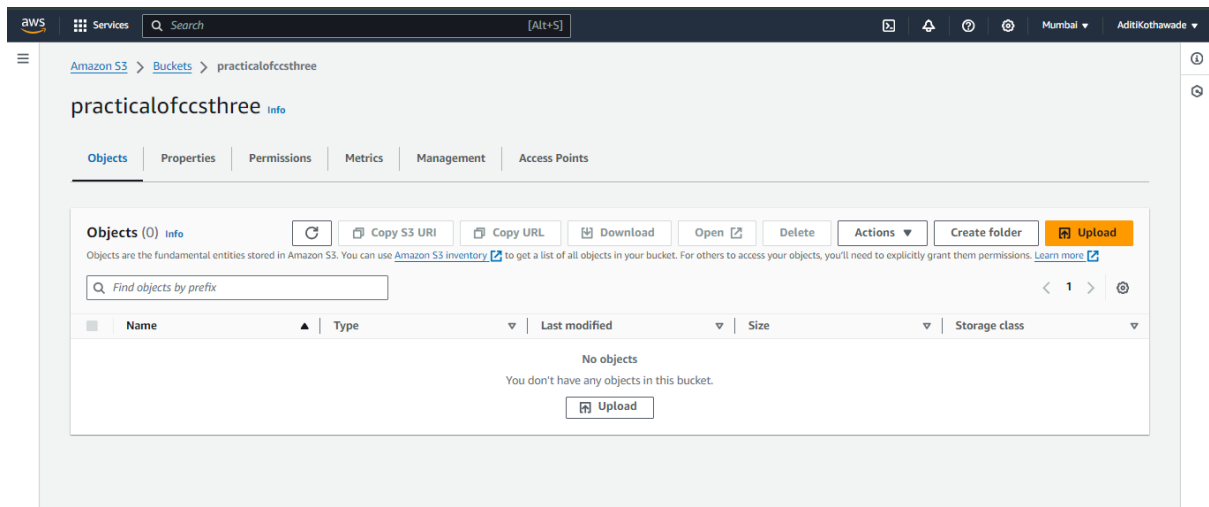 aws Services Search [Alt+S] Mumbai AditiKothawade
Amazon S3 > Buckets > practicalofccsthree
practicalofccsthree Info
Objects Properties Permissions Metrics Management Access Points
Objects (0) Info Copy S3 URI Copy URL Download Open Delete Actions Create folder Upload
Objects are the fundamental entities stored in Amazon S3. You can use Amazon S3 inventory to get a list of all objects in your bucket. For others to access your objects, you'll need to explicitly grant them permissions. Learn more
Find objects by prefix < 1 >
Name Type Last modified Size Storage class
No objects
You don't have any objects in this bucket.
Upload